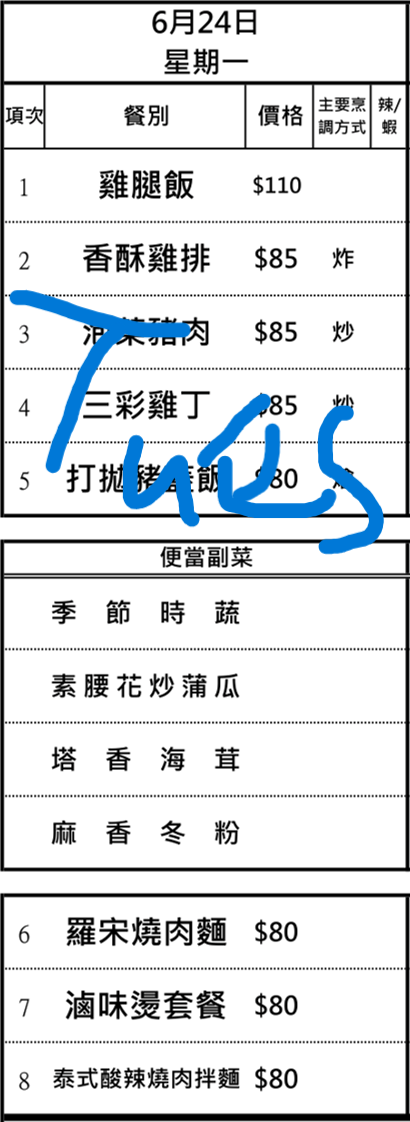 6月24日
星期一
項次 餐別 價格 主要烹調方式 辣/蝦
1 雞腿飯 $110
2 香酥雞排 $85 炸
3 豬肉 $85 炒
4 三彩雞丁 $85 炒
5 打拋豬 飯 $80
Tues
便當副菜
季節時蔬
素腰花炒蒲瓜
塔香海茸
麻香冬粉
6 羅宋燒肉麵 $80
7 滷味燙套餐 $80
8 泰式酸辣燒肉拌麵 $80